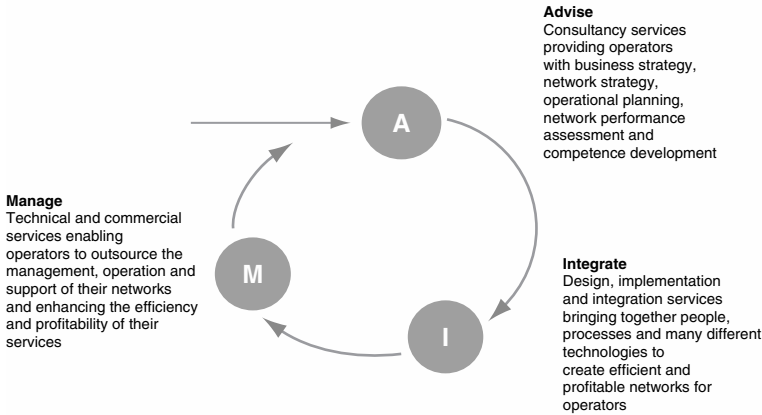 Advise
Consultancy services
providing operators
with business strategy,
network strategy,
operational planning,
network performance
assessment and
competence development
A
Manage
Technical and commercial
services enabling
operators to outsource the
management, operation and
support of their networks
and enhancing the efficiency
and profitability of their
services
M
I
Integrate
Design, implementation
and integration services
bringing together people,
processes and many different
technologies to
create efficient and
profitable networks for
operators